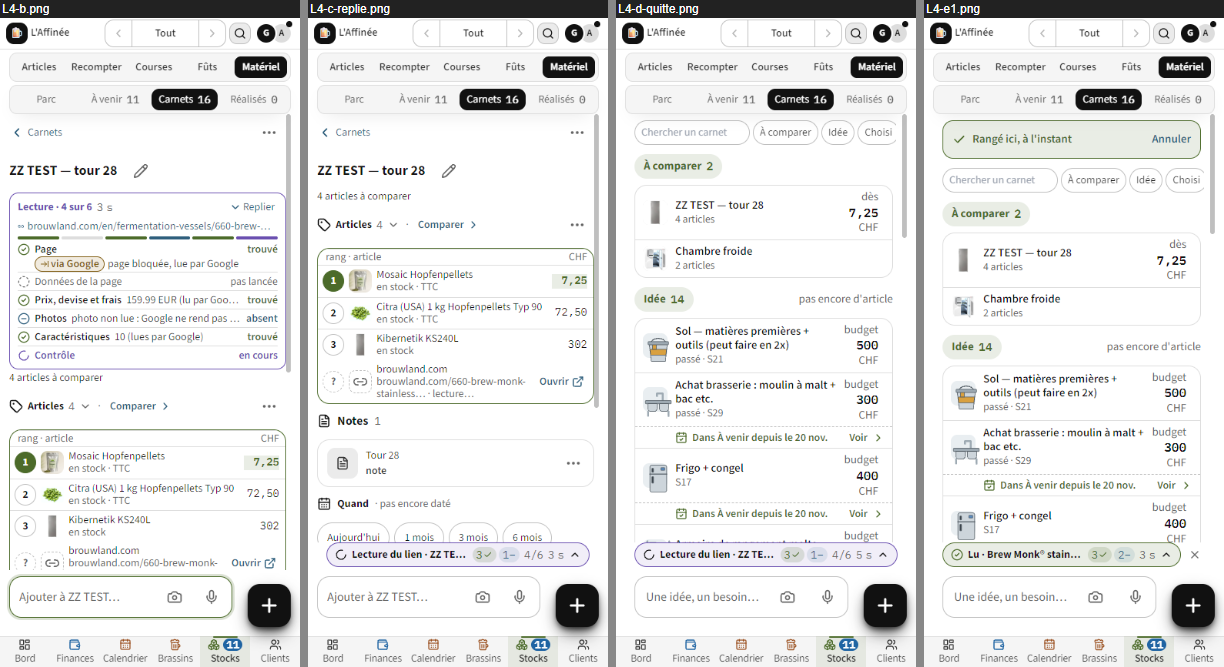 L4-b.png
L'Affinée
Tout
G
A
Articles Recompter Courses Fûts Matériel
Parc À venir 11 Carnets 16 Réalisés 0
Carnets
ZZ TEST — tour 28
Lecture · 4 sur 6 3 s Replier
brouwland.com/en/fermentation-vessels/660-brew-...
Page trouvé
via Google page bloquée, lue par Google
Données de la page pas lancée
Prix, devise et frais 159.99 EUR (lu par Goo... trouvé
Photos photo non lue : Google ne rend pas ... absent
Caractéristiques 10 (lues par Google) trouvé
Contrôle en cours
4 articles à comparer
Articles 4 · Comparer
rang · article CHF
1 Mosaic Hopfenpellets 7,25
en stock · TTC
2 Citra (USA) 1 kg Hopfenpellets Typ 90 72,50
en stock · TTC
3 Kibernetik KS240L 302
en stock
? brouwland.com Ouvrir
brouwland.com/660-brew-monk-
Ajouter à ZZ TEST...
Bord Finances Calendrier Brassins Stocks 11 Clients
L4-c-replie.png
L'Affinée
Tout
G
A
Articles Recompter Courses Fûts Matériel
Parc À venir 11 Carnets 16 Réalisés 0
Carnets
ZZ TEST — tour 28
4 articles à comparer
Articles 4 · Comparer
rang · article CHF
1 Mosaic Hopfenpellets 7,25
en stock · TTC
2 Citra (USA) 1 kg Hopfenpellets Typ 90 72,50
en stock · TTC
3 Kibernetik KS240L 302
en stock
? brouwland.com
brouwland.com/660-brew-monk- Ouvrir
stainless... · lecture...
Notes 1
Tour 28
note
Quand · pas encore daté
Aujourd'hui 1 mois 3 mois 6 mois
Lecture du lien · ZZ TE... 3 1 4/6 3 s
Ajouter à ZZ TEST...
Bord Finances Calendrier Brassins Stocks 11 Clients
L4-d-quitte.png
L'Affinée
Tout
G
A
Articles Recompter Courses Fûts Matériel
Parc À venir 11 Carnets 16 Réalisés 0
Chercher un carnet À comparer Idée Choisi
À comparer 2
dès
ZZ TEST — tour 28 7,25
4 articles CHF
Chambre froide
2 articles
Idée 14 pas encore d'article
Sol — matières premières + budget
outils (peut faire en 2x) 500
passé · S21 CHF
Achat brasserie : moulin à malt + budget
bac etc. 300
passé · S29 CHF
Dans À venir depuis le 20 nov. Voir
Frigo + congel budget
S17 400
CHF
Dans À venir depuis le 20 nov. Voir
budget
Lecture du lien · ZZ TE... 3 1 4/6 5 s
Une idée, un besoin...
Bord Finances Calendrier Brassins Stocks 11 Clients
L4-e1.png
L'Affinée
Tout
G
A
Articles Recompter Courses Fûts Matériel
Parc À venir 11 Carnets 16 Réalisés 0
Rangé ici, à l'instant Annuler
Chercher un carnet À comparer Idée Choisi
À comparer 2
dès
ZZ TEST — tour 28 7,25
4 articles CHF
Chambre froide
2 articles
Idée 14 pas encore d'article
Sol — matières premières + budget
outils (peut faire en 2x) 500
passé · S21 CHF
Achat brasserie : moulin à malt + budget
bac etc. 300
passé · S29 CHF
Dans À venir depuis le 20 nov. Voir
Frigo + congel budget
S17 400
CHF
Lu · Brew Monk® stain... 3 2 3 s
Une idée, un besoin...
Bord Finances Calendrier Brassins Stocks 11 Clients